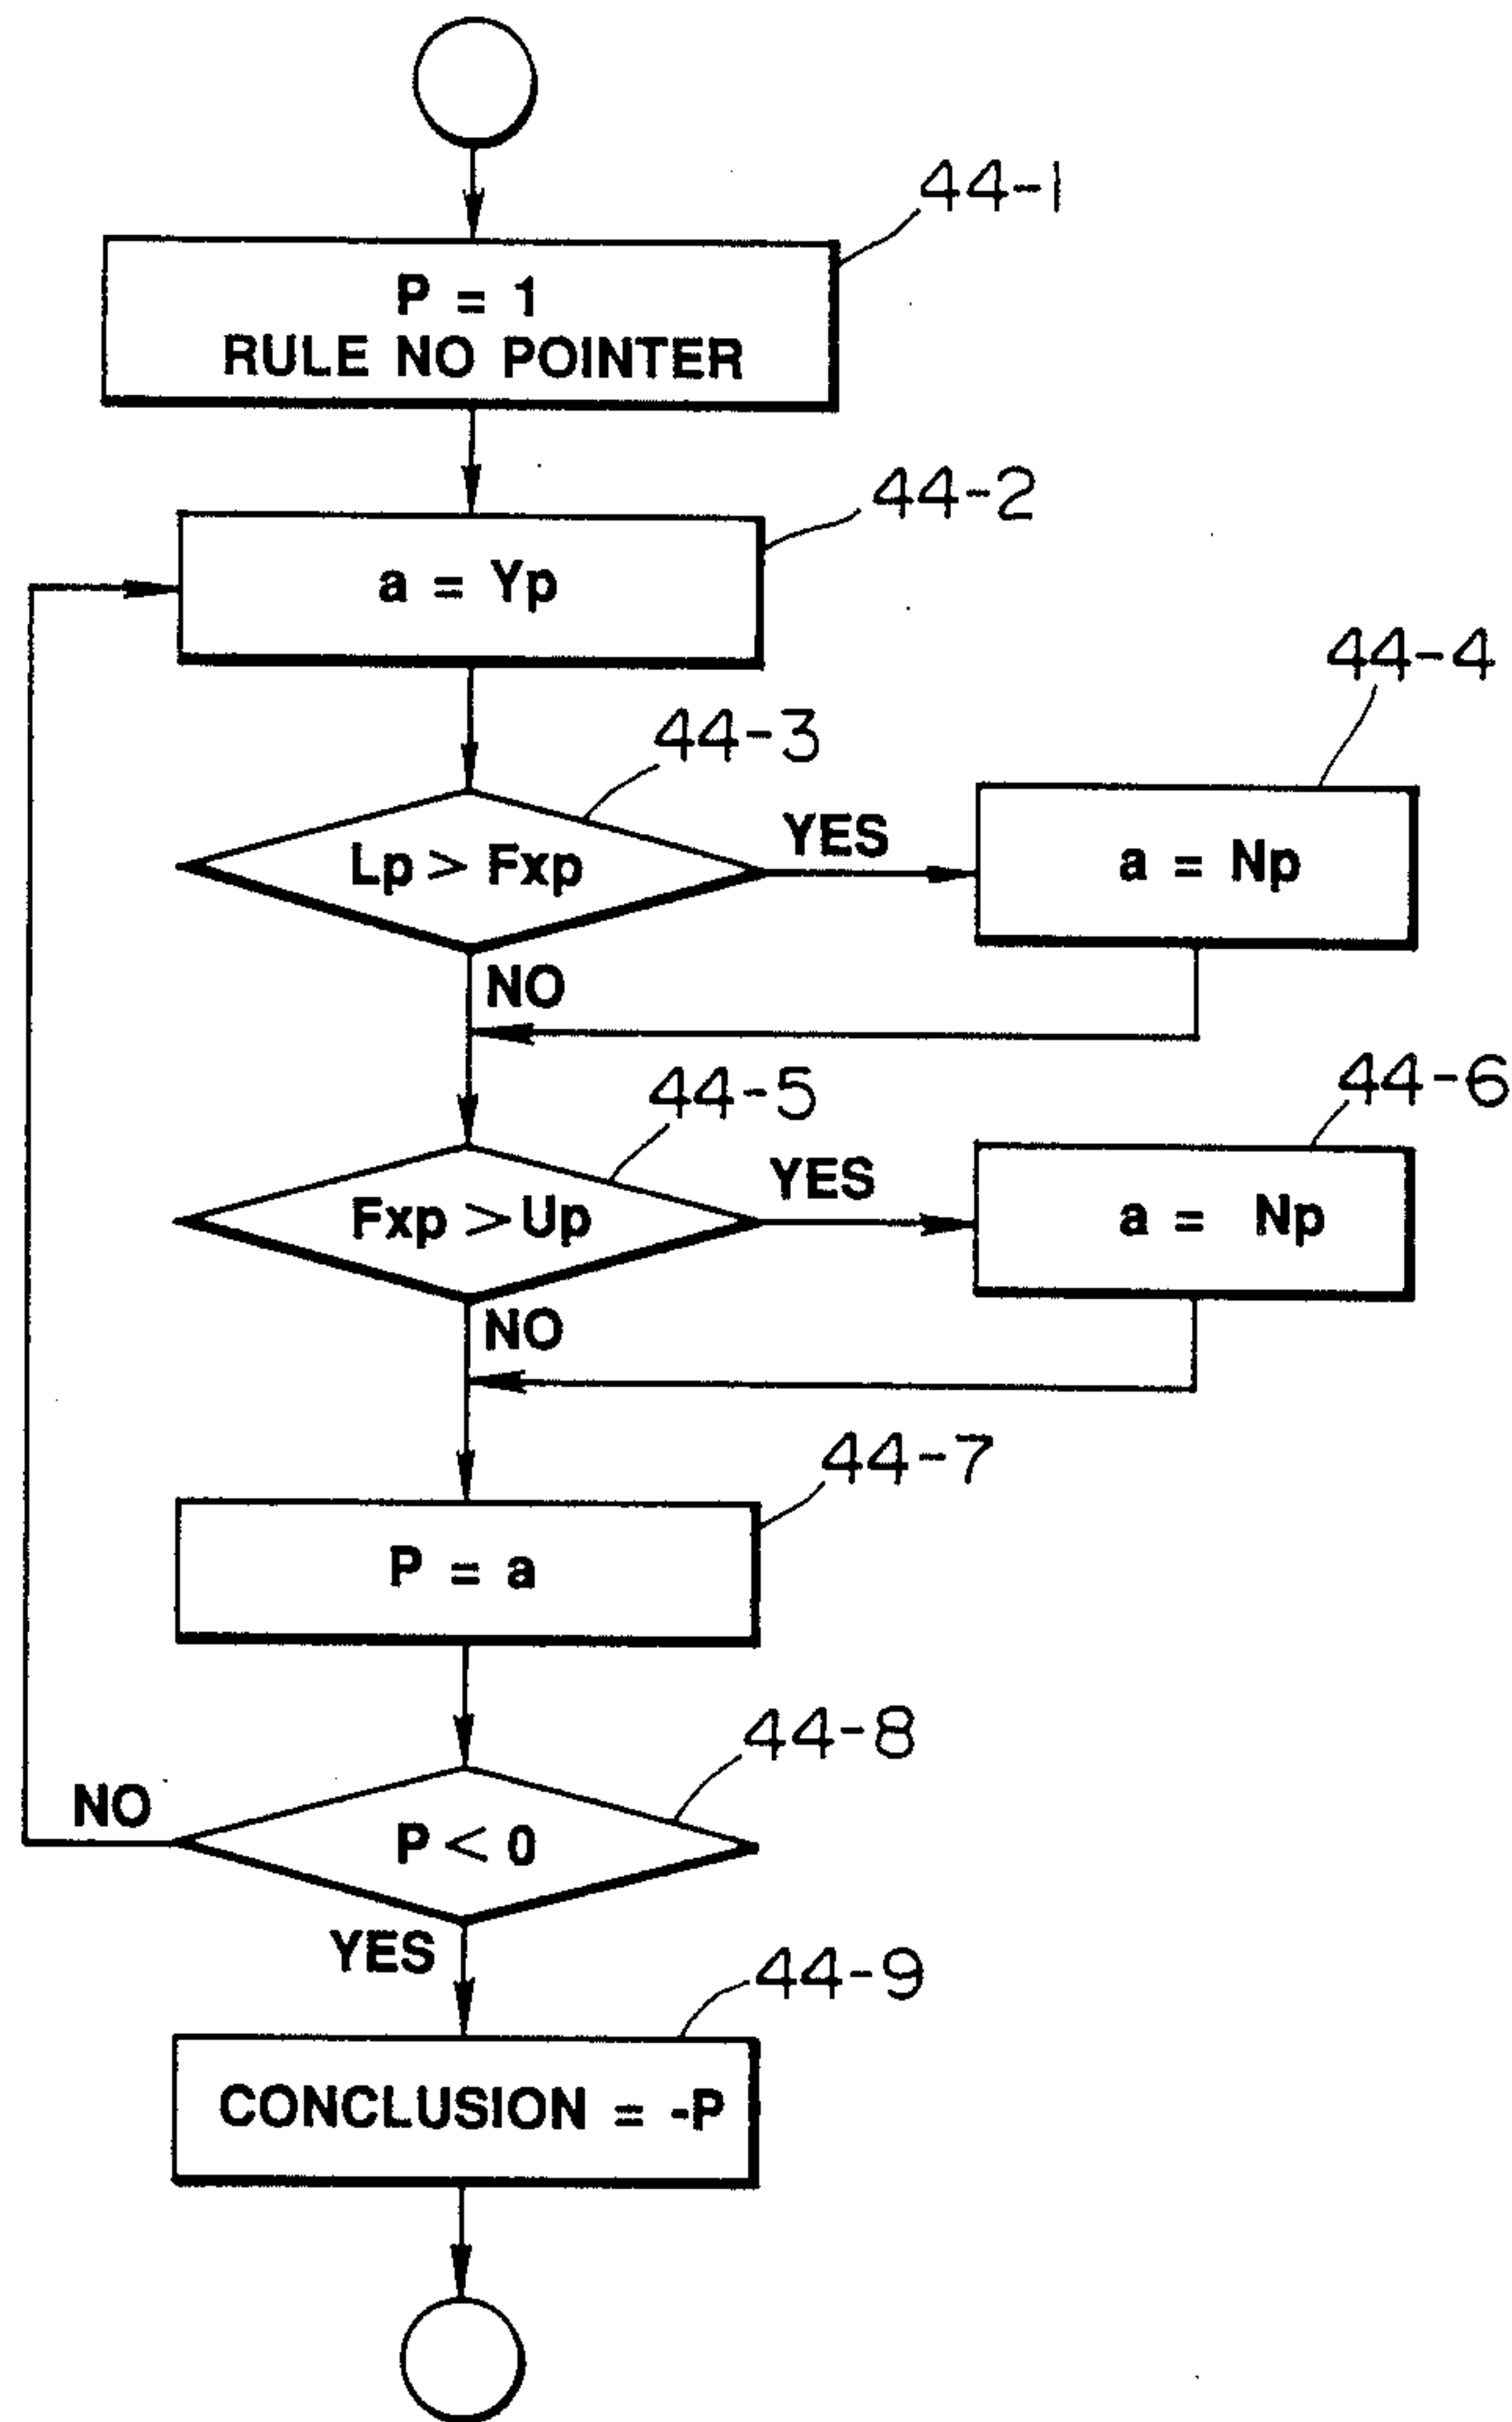 44-1
P = 1
RULE NO POINTER
44-2
a = Yp
44-3
Lp > Fxp
YES
44-4
a = Np
NO
44-5
Fxp > Up
YES
44-6
a = Np
NO
44-7
P = a
44-8
P < 0
NO
YES
44-9
CONCLUSION = -P